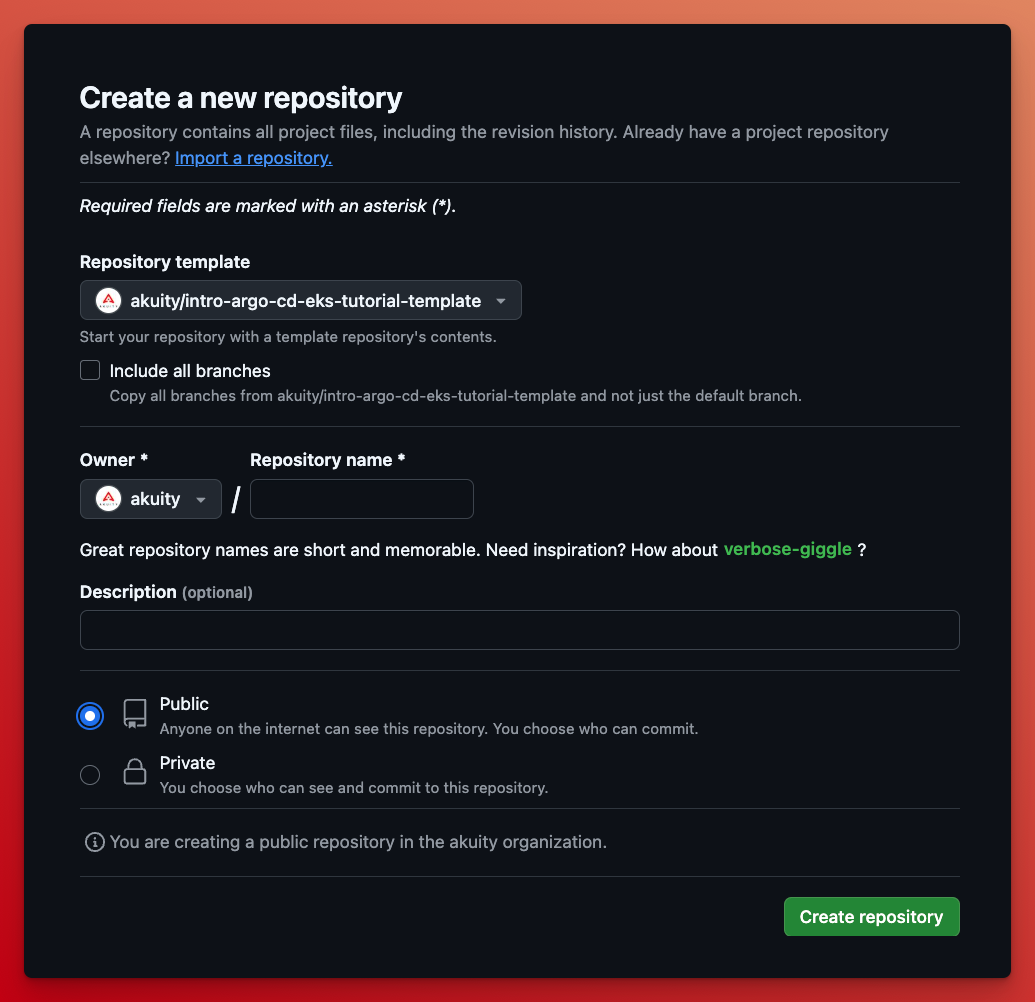 Create a new repository
A repository contains all project files, including the revision history. Already have a project repository
elsewhere? Import a repository.
Required fields are marked with an asterisk (*).
Repository template
akuity/intro-argo-cd-eks-tutorial-template
Start your repository with a template repository's contents.
Include all branches
Copy all branches from akuity/intro-argo-cd-eks-tutorial-template and not just the default branch.
Owner * Repository name *
akuity /
Great repository names are short and memorable. Need inspiration? How about verbose-giggle ?
Description (optional)
Public
Anyone on the internet can see this repository. You choose who can commit.
Private
You choose who can see and commit to this repository.
You are creating a public repository in the akuity organization.
Create repository